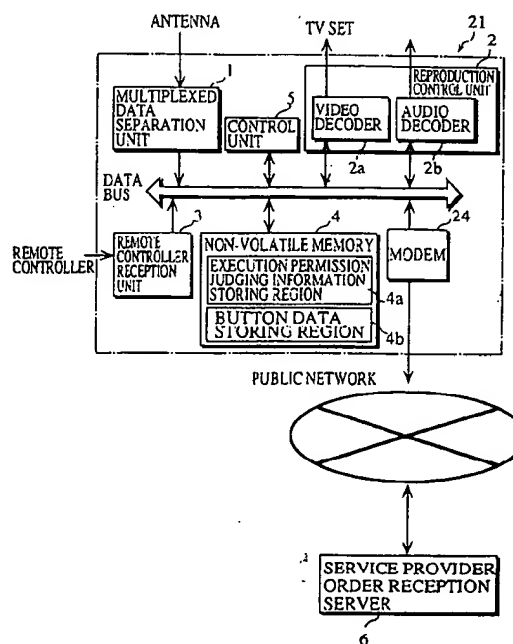 ANTENNA
TV SET
21
2
1
MULTIPLEXED
DATA
SEPARATION
UNIT
5
CONTROL
UNIT
REPRODUCTION
CONTROL UNIT
VIDEO
DECODER
AUDIO
DECODER
2a
2b
DATA
BUS
3
4
24
REMOTE
CONTROLLER
REMOTE
CONTROLLER
RECEPTION
UNIT
NON-VOLATILE MEMORY
EXECUTION PERMISSION
JUDGING INFORMATION
STORING REGION
4a
BUTTON DATA
STORING REGION
4b
MODEM
PUBLIC NETWORK
SERVICE PROVIDER
ORDER RECEPTION
SERVER
6